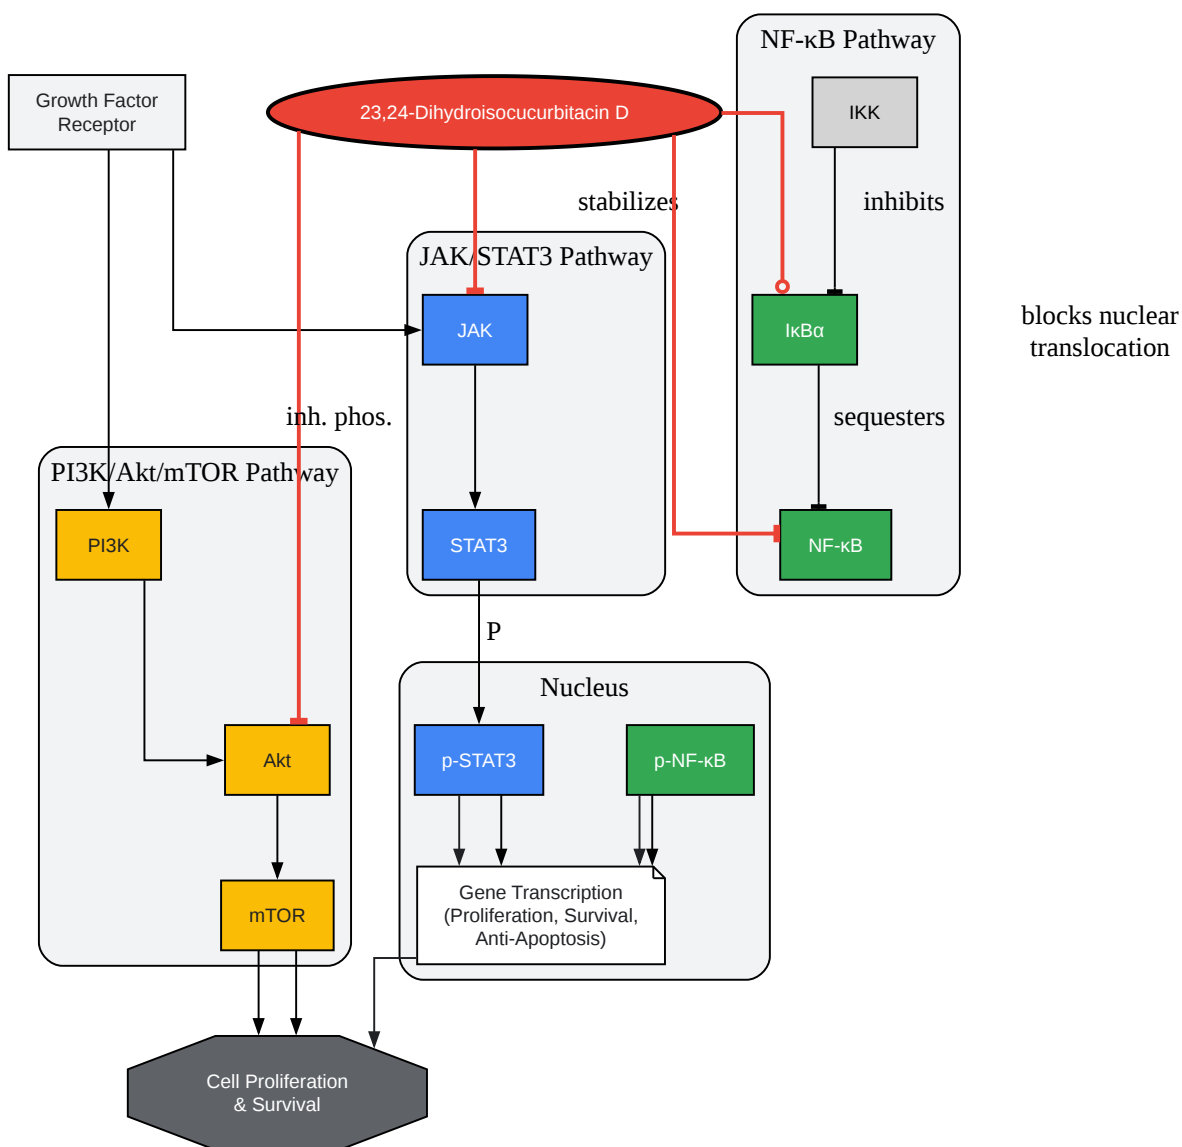 NF-κB Pathway
Growth Factor
Receptor
23,24-Dihydroisocucurbitacin D
IKK
stabilizes
inhibits
JAK/STAT3 Pathway
JAK
IκBα
blocks nuclear
translocation
inh. phos.
sequesters
PI3K/Akt/mTOR Pathway
PI3K
STAT3
NF-κB
P
Nucleus
Akt
p-STAT3
p-NF-κB
mTOR
Gene Transcription
(Proliferation, Survival,
Anti-Apoptosis)
Cell Proliferation
& Survival